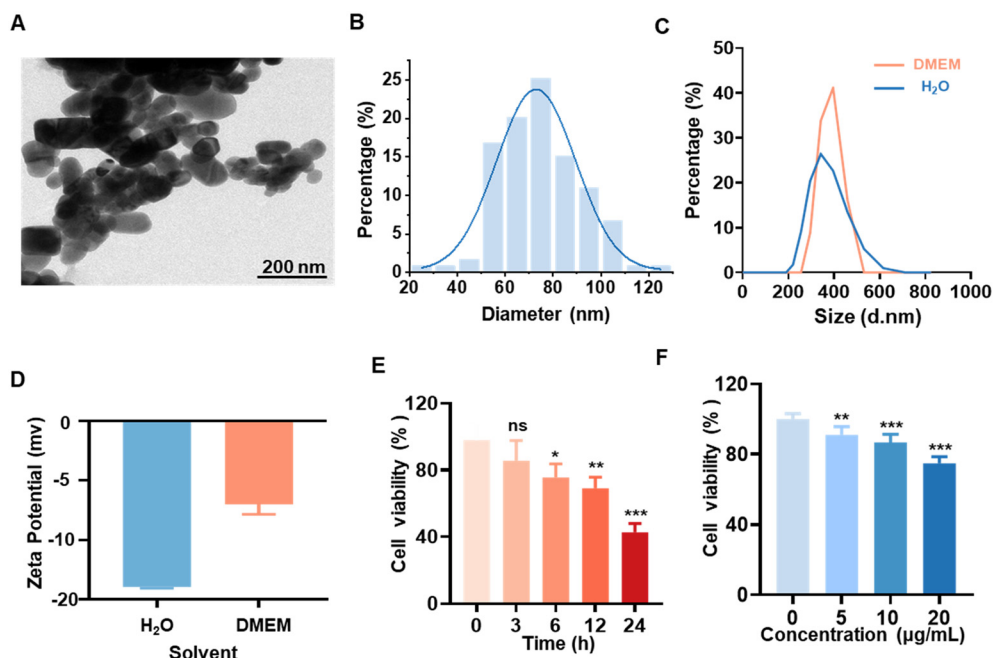 A
200 nm
B
Percentage (%)
25
20
15
10
5
0
20 40 60 80 100 120
Diameter (nm)
C
Percentage (%)
50
40
30
20
10
0
DMEM
H₂O
0 200 400 600 800 1000
Size (d.nm)
D
Zeta Potential (mv)
0
-5
-10
-20
H₂O DMEM
Solvent
E
Cell viability (%)
120
80
40
0
ns
*
**
***
0 3 6 12 24
Time (h)
F
Cell viability (%)
120
80
40
0
**
***
***
0 5 10 20
Concentration (μg/mL)